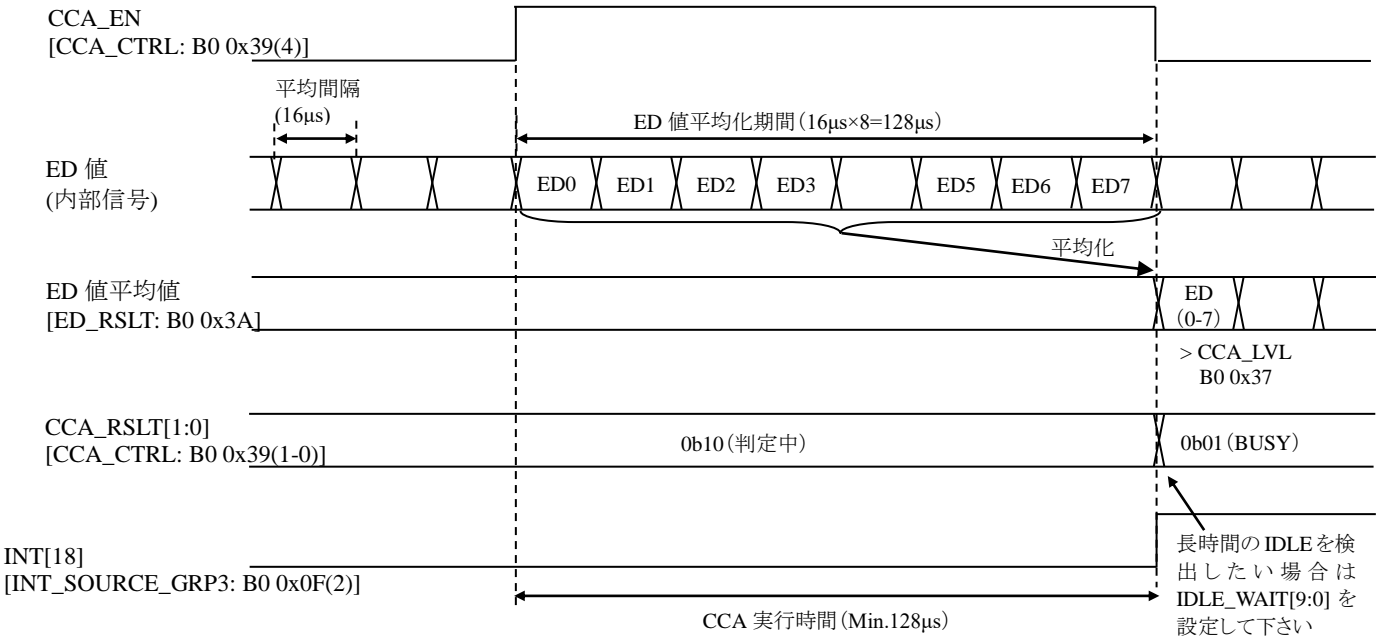 CCA_EN
[CCA_CTRL: B0 0x39(4)]
平均間隔
(16μs)
ED 値平均化期間(16μs×8=128μs)
ED 値
(内部信号)
ED0 ED1 ED2 ED3 ED5 ED6 ED7
平均化
ED 値平均値
[ED_RSLT: B0 0x3A]
ED
(0-7)
> CCA_LVL
B0 0x37
CCA_RSLT[1:0]
[CCA_CTRL: B0 0x39(1-0)]
0b10(判定中)
0b01(BUSY)
INT[18]
[INT_SOURCE_GRP3: B0 0x0F(2)]
長時間の IDLE を検
出したい場合は
IDLE_WAIT[9:0] を
設定して下さい
CCA 実行時間(Min.128μs)